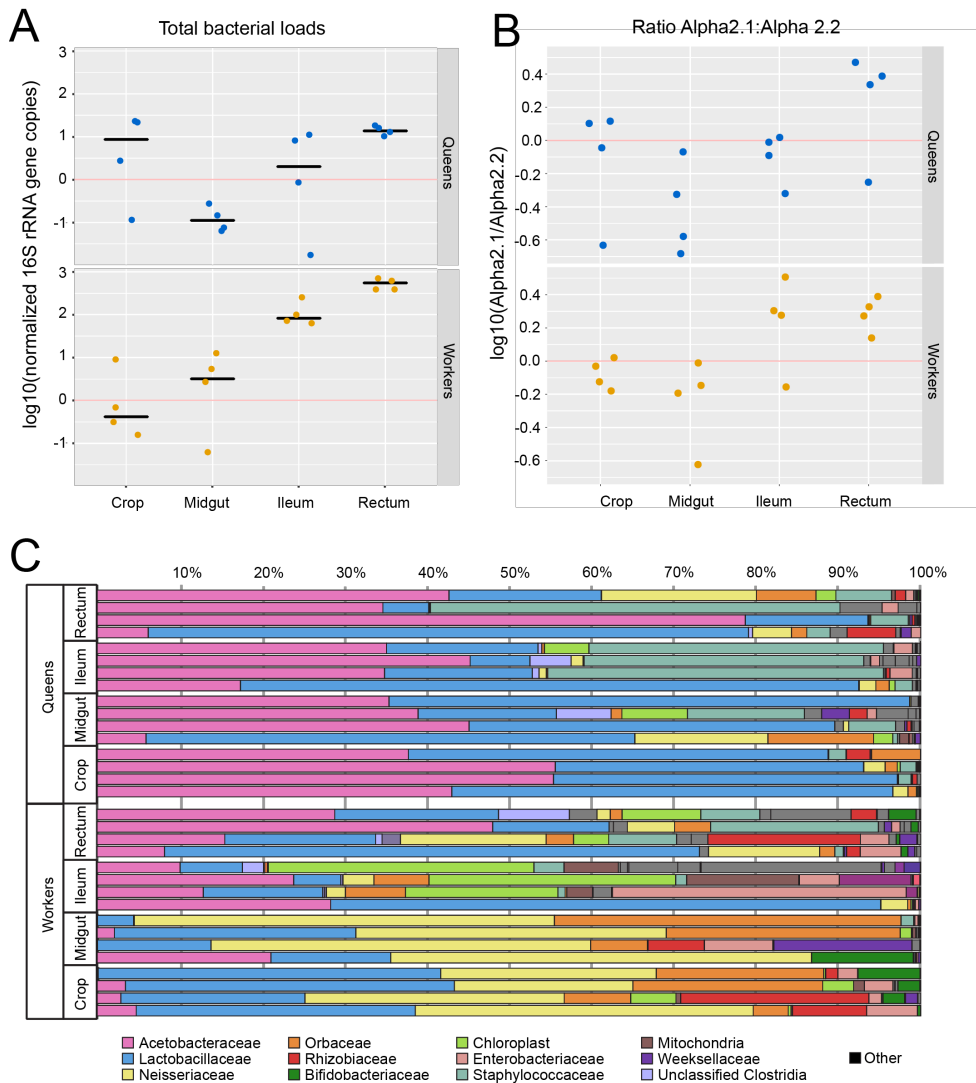 A
Total bacterial loads
log10(normalized 16S rRNA gene copies)
3
2
1
0
-1
Queens
3
2
1
0
-1
Workers
Crop Midgut Ileum Rectum
B
Ratio Alpha2.1:Alpha 2.2
log10(Alpha2.1/Alpha2.2)
0.4
0.2
0.0
-0.2
-0.4
-0.6
Queens
0.4
0.2
0.0
-0.2
-0.4
-0.6
Workers
Crop Midgut Ileum Rectum
C
10% 20% 30% 40% 50% 60% 70% 80% 90% 100%
Queens
Rectum
Ileum
Midgut
Crop
Workers
Rectum
Ileum
Midgut
Crop
Acetobacteraceae
Lactobacillaceae
Neisseriaceae
Orbaceae
Rhizobiaceae
Bifidobacteriaceae
Chloroplast
Enterobacteriaceae
Staphylococcaceae
Mitochondria
Weeksellaceae
Unclassified Clostridia
Other